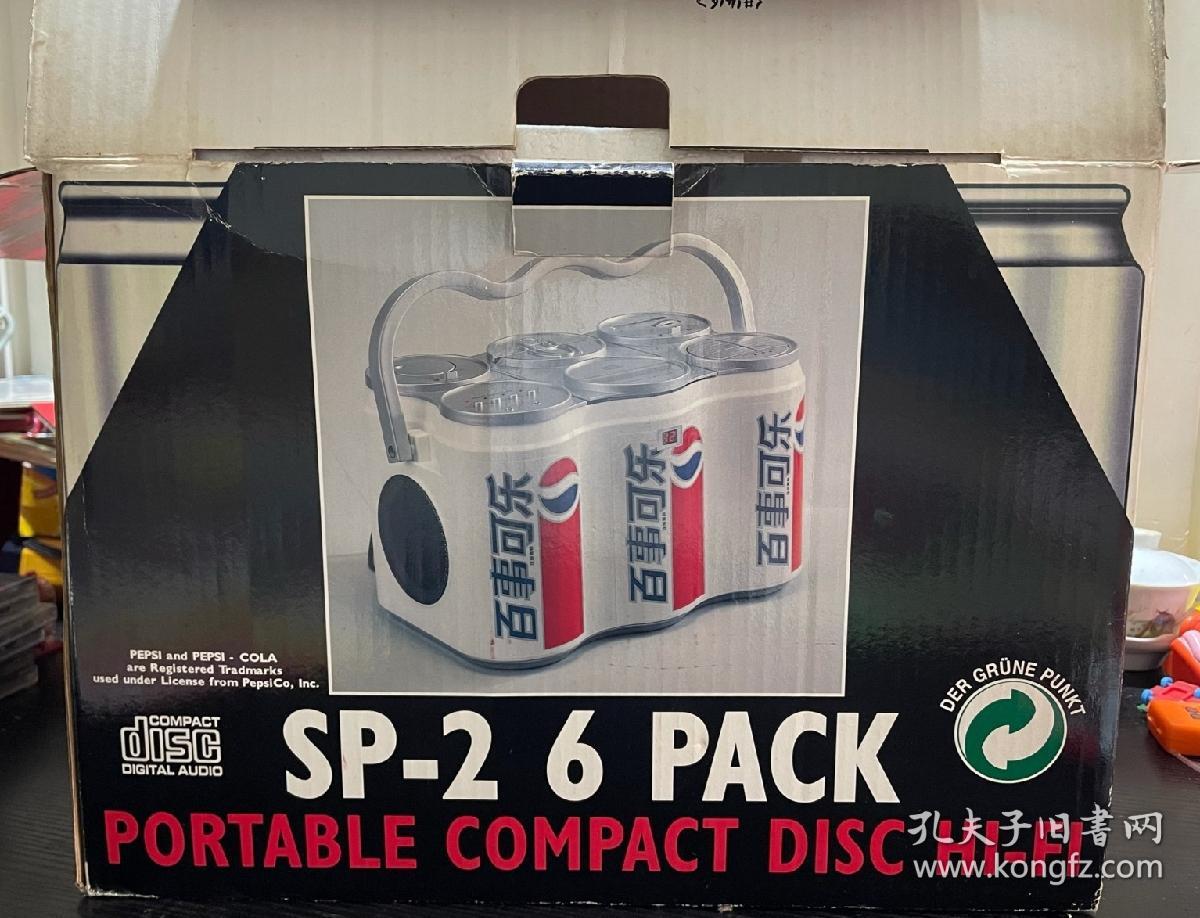 百事可乐
百事可乐
百事可乐
PEPSI and PEPSI - COLA
are Registered Tradmarks
used under License from PepsiCo, Inc.
DER GRÜNE PUNKT
COMPACT
disc
DIGITAL AUDIO
SP-2 6 PACK
PORTABLE COMPACT DISC HI-FI
孔夫子旧書网
www.kongfz.com